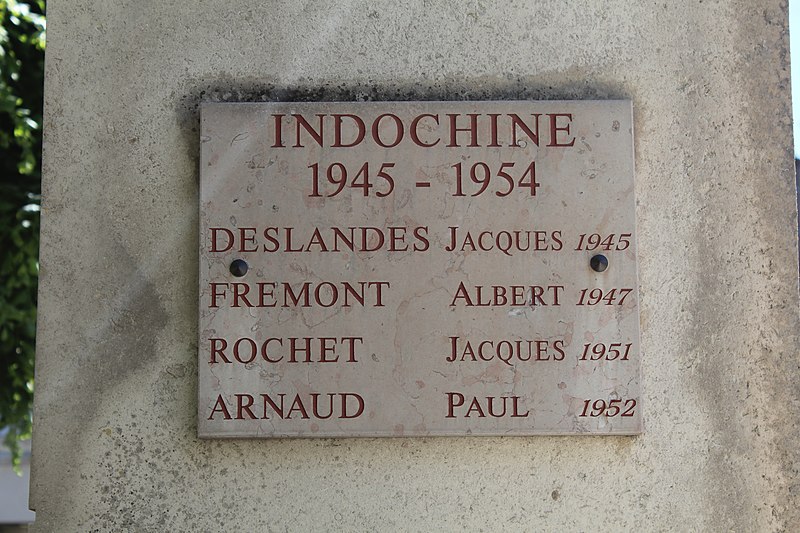 INDOCHINE
1945 - 1954
DESLANDES JACQUES 1945
FREMONT ALBERT 1947
ROCHET JACQUES 1951
ARNAUD PAUL 1952